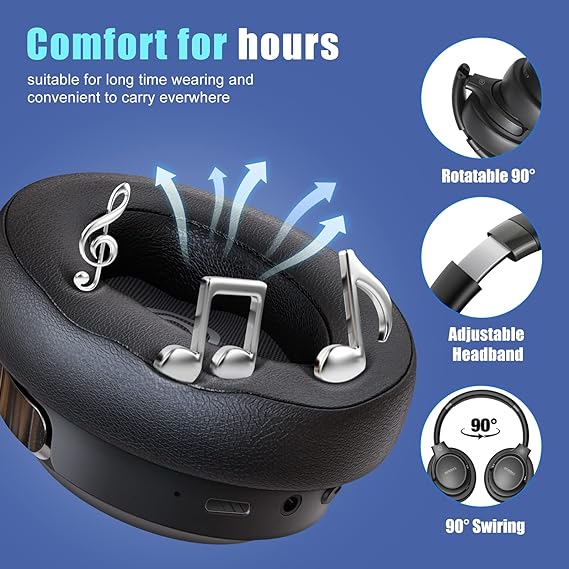 Comfort for hours
suitable for long time wearing and
convenient to carry everwhere
Rotatable 90°
Adjustable
Headband
90°
90° Swiring